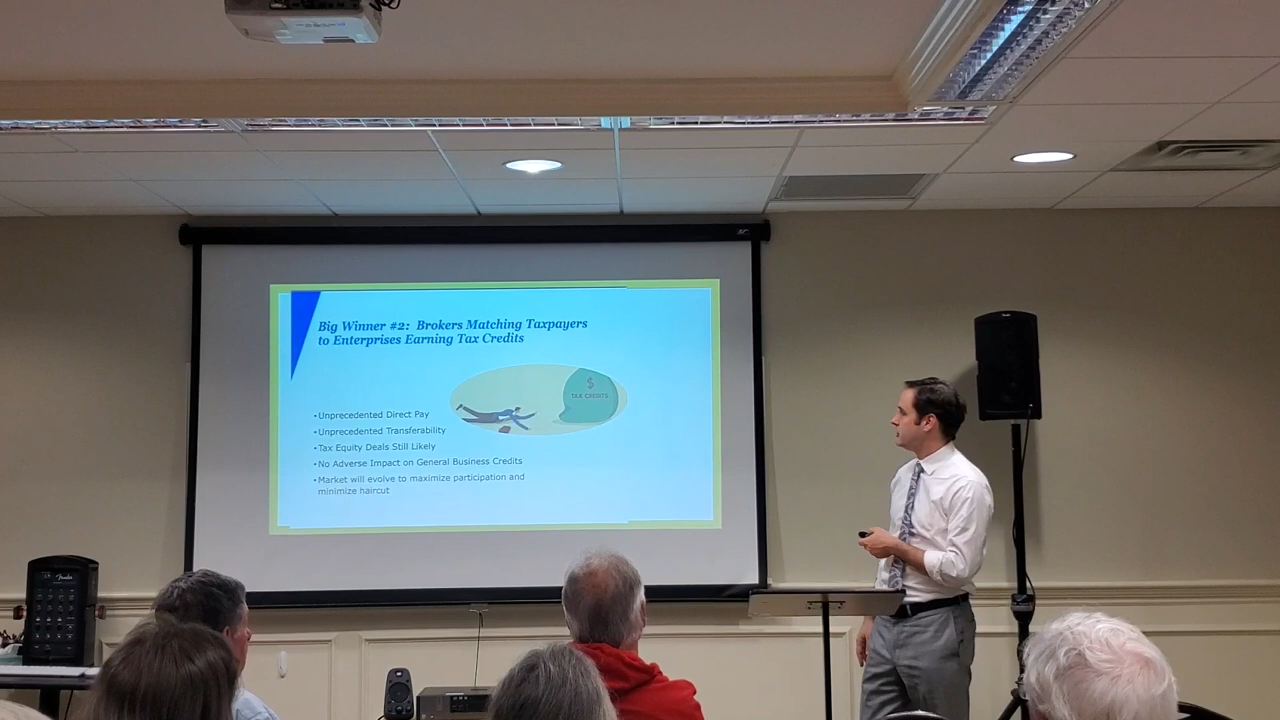 Big Winner #2: Brokers Matching Taxpayers
to Enterprises Earning Tax Credits
$
TAX CREDITS
•Unprecedented Direct Pay
•Unprecedented Transferability
•Tax Equity Deals Still Likely
•No Adverse Impact on General Business Credits
•Market will evolve to maximize participation and
minimize haircut
Fender